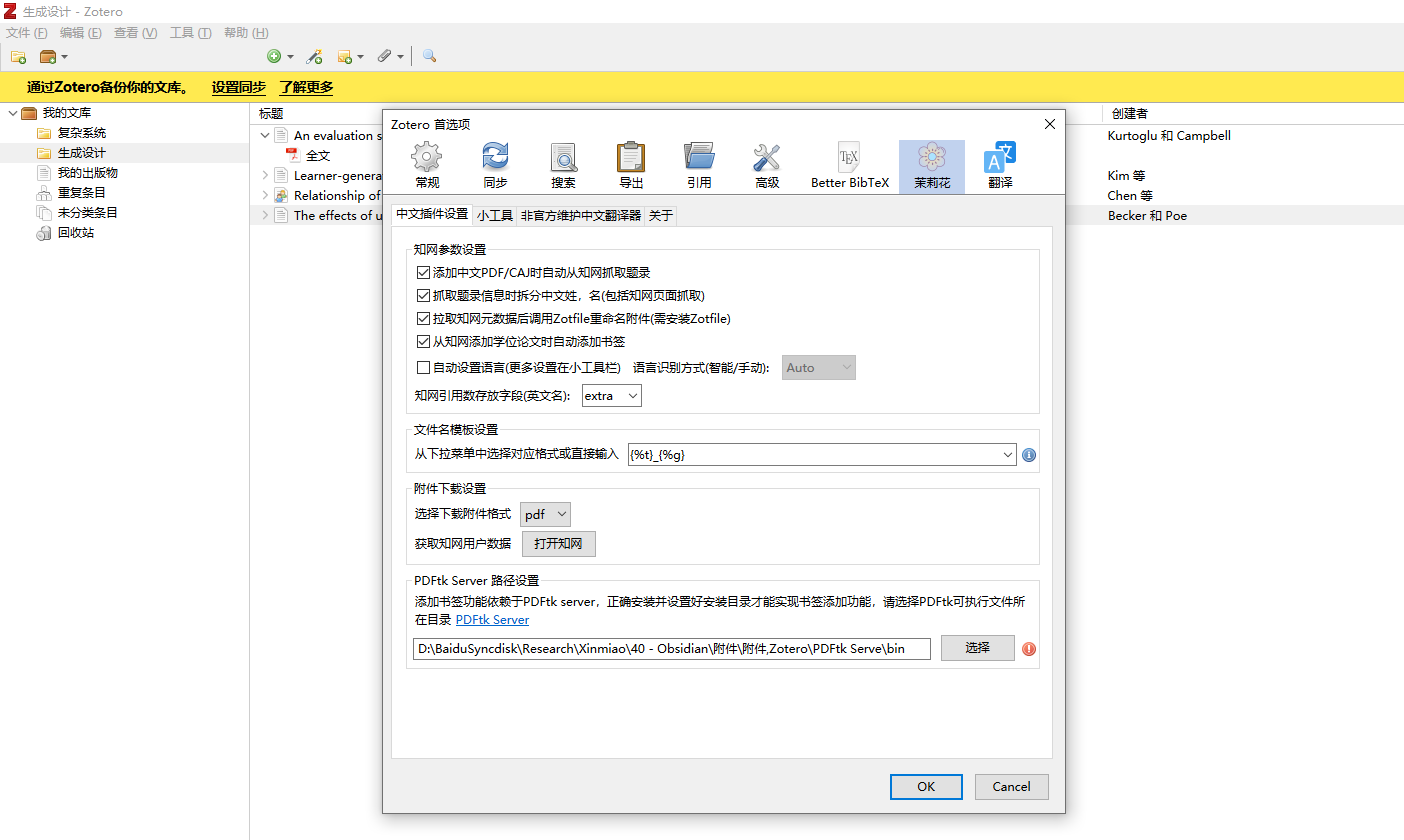 生成设计 - Zotero
文件 (F) 编辑 (E) 查看 (V) 工具 (T) 帮助 (H)
通过Zotero备份你的文库。 设置同步 了解更多
我的文库
复杂系统
生成设计
我的出版物
重复条目
未分类条目
回收站
标题
创建者
An evaluation s
Kurtoglu 和 Campbell
全文
Learner-genera
Kim 等
Relationship of
Chen 等
The effects of u
Becker 和 Poe
Zotero 首选项
常规 同步 搜索 导出 引用 高级 Better BibTeX 茉莉花 翻译
中文插件设置 小工具 非官方维护中文翻译器 关于
知网参数设置
添加中文PDF/CAJ时自动从知网抓取题录
抓取题录信息时拆分中文姓，名(包括知网页面抓取)
拉取知网元数据后调用Zotfile重命名附件(需安装Zotfile)
从知网添加学位论文时自动添加书签
自动设置语言(更多设置在小工具栏) 语言识别方式(智能/手动): Auto
知网引用数存放字段(英文名): extra
文件名模板设置
从下拉菜单中选择对应格式或直接输入 {%t}_{%g}
附件下载设置
选择下载附件格式 pdf
获取知网用户数据 打开知网
PDFtk Server 路径设置
添加书签功能依赖于PDFtk server，正确安装并设置好安装目录才能实现书签添加功能，请选择PDFtk可执行文件所
在目录 PDFtk Server
D:\BaiduSyncdisk\Research\Xinmiao\40 - Obsidian\附件\附件,Zotero\PDFtk Serve\bin 选择
OK Cancel